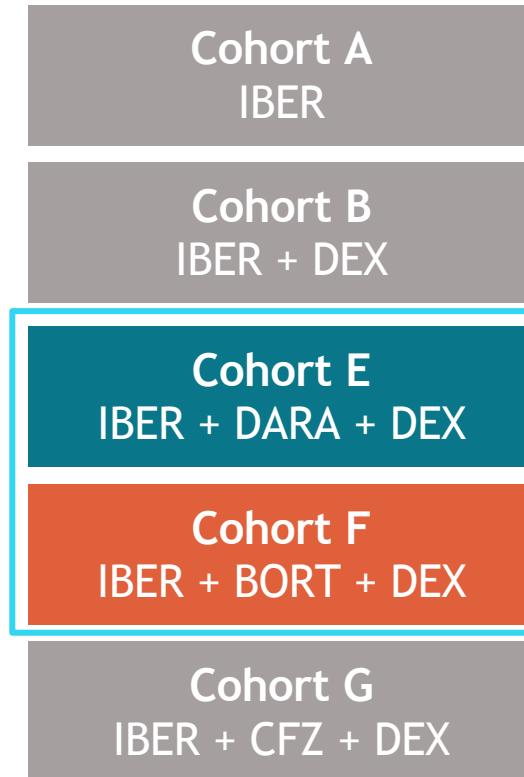 Cohort A
IBER
Cohort B
IBER + DEX
Cohort E
IBER + DARA + DEX
Cohort F
IBER + BORT + DEX
Cohort G
IBER + CFZ + DEX